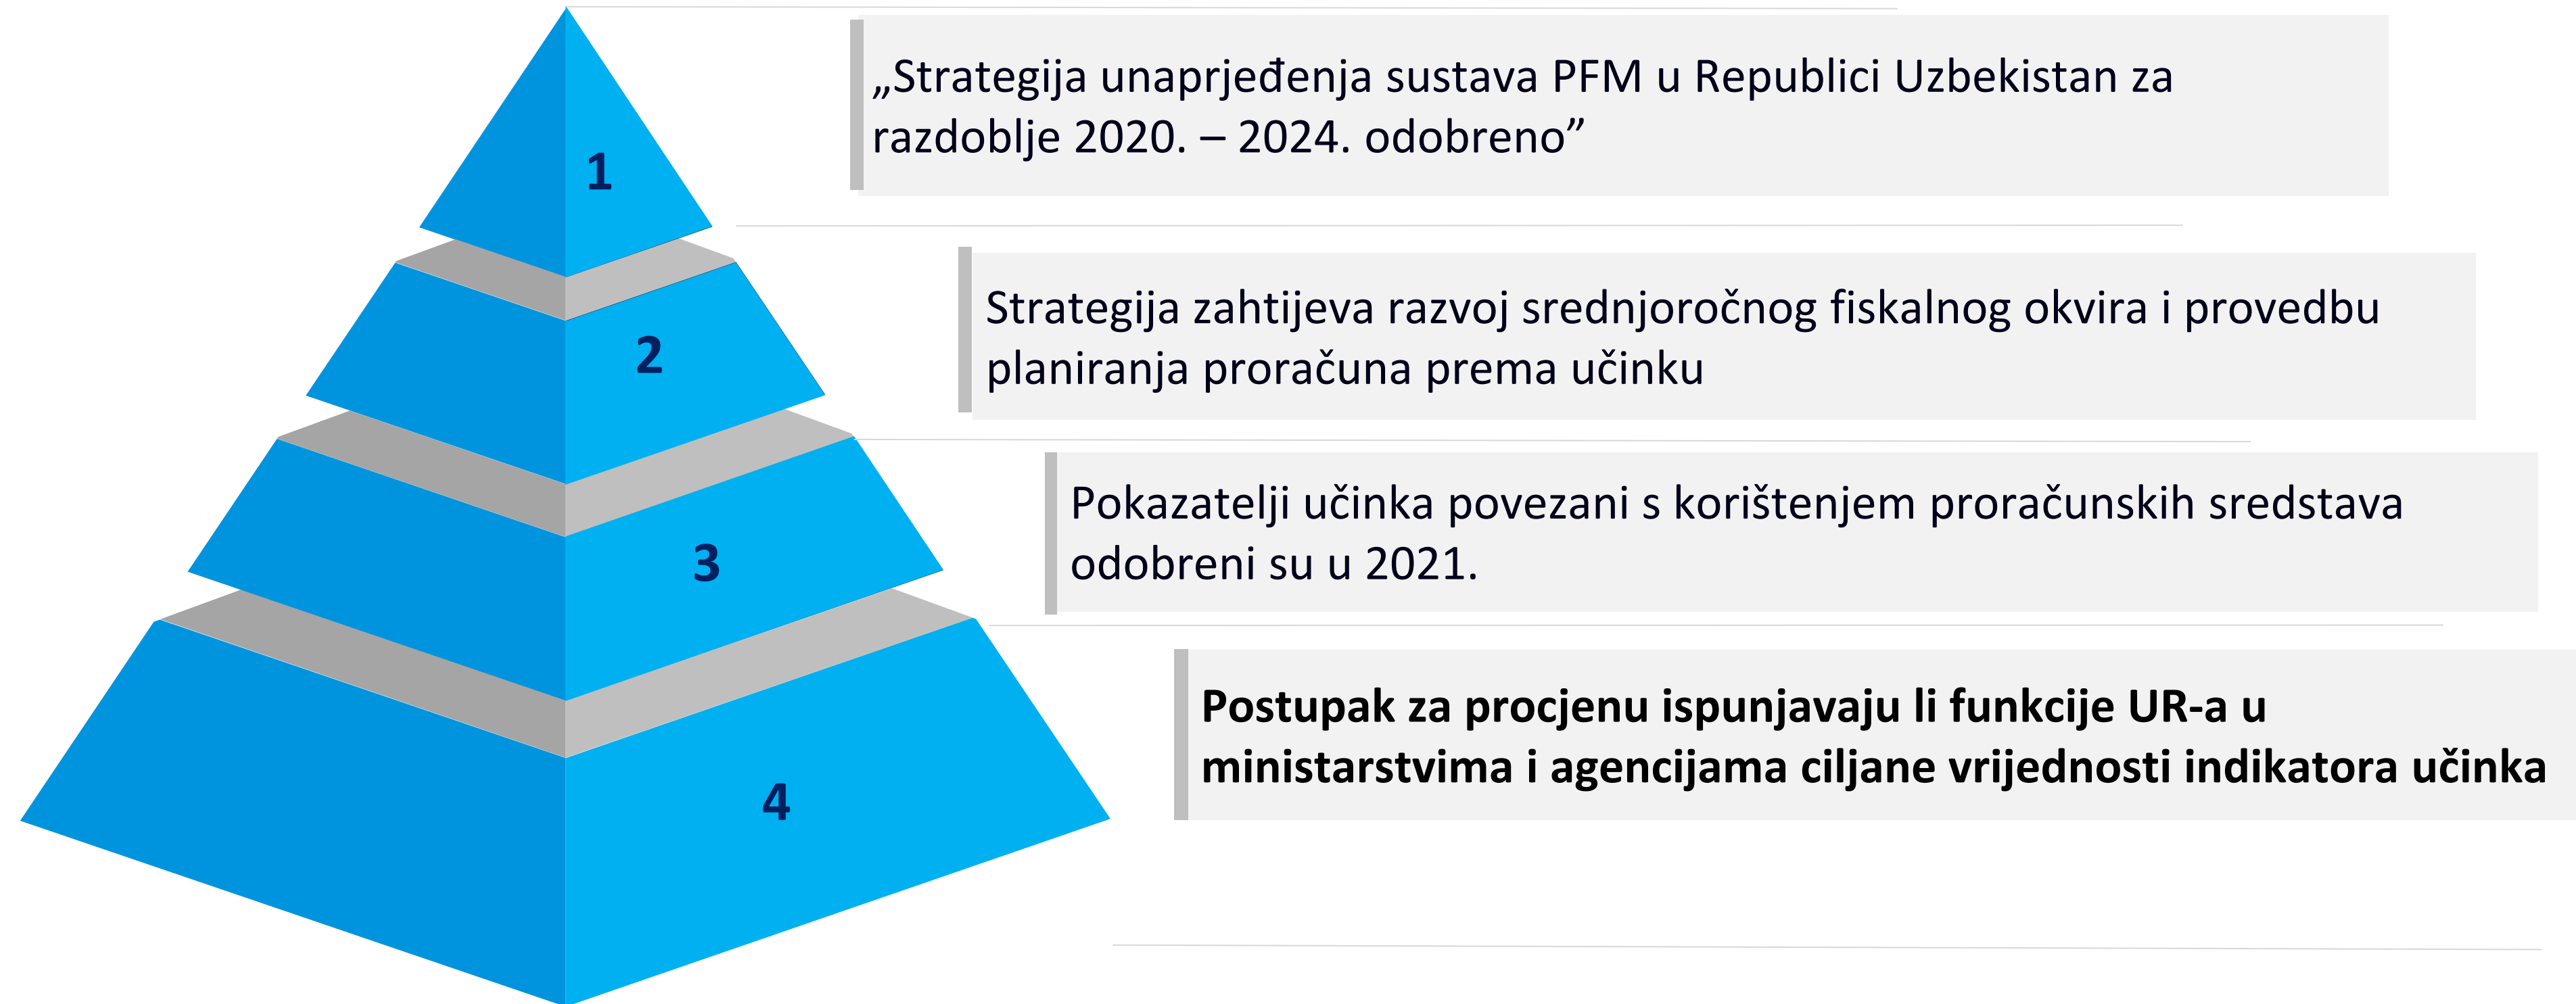 1
„Strategija unaprjeđenja sustava PFM u Republici Uzbekistan za
razdoblje 2020. – 2024. odobreno”
2
Strategija zahtijeva razvoj srednjoročnog fiskalnog okvira i provedbu
planiranja proračuna prema učinku
3
Pokazatelji učinka povezani s korištenjem proračunskih sredstava
odobreni su u 2021.
4
Postupak za procjenu ispunjavaju li funkcije UR-a u
ministarstvima i agencijama ciljane vrijednosti indikatora učinka